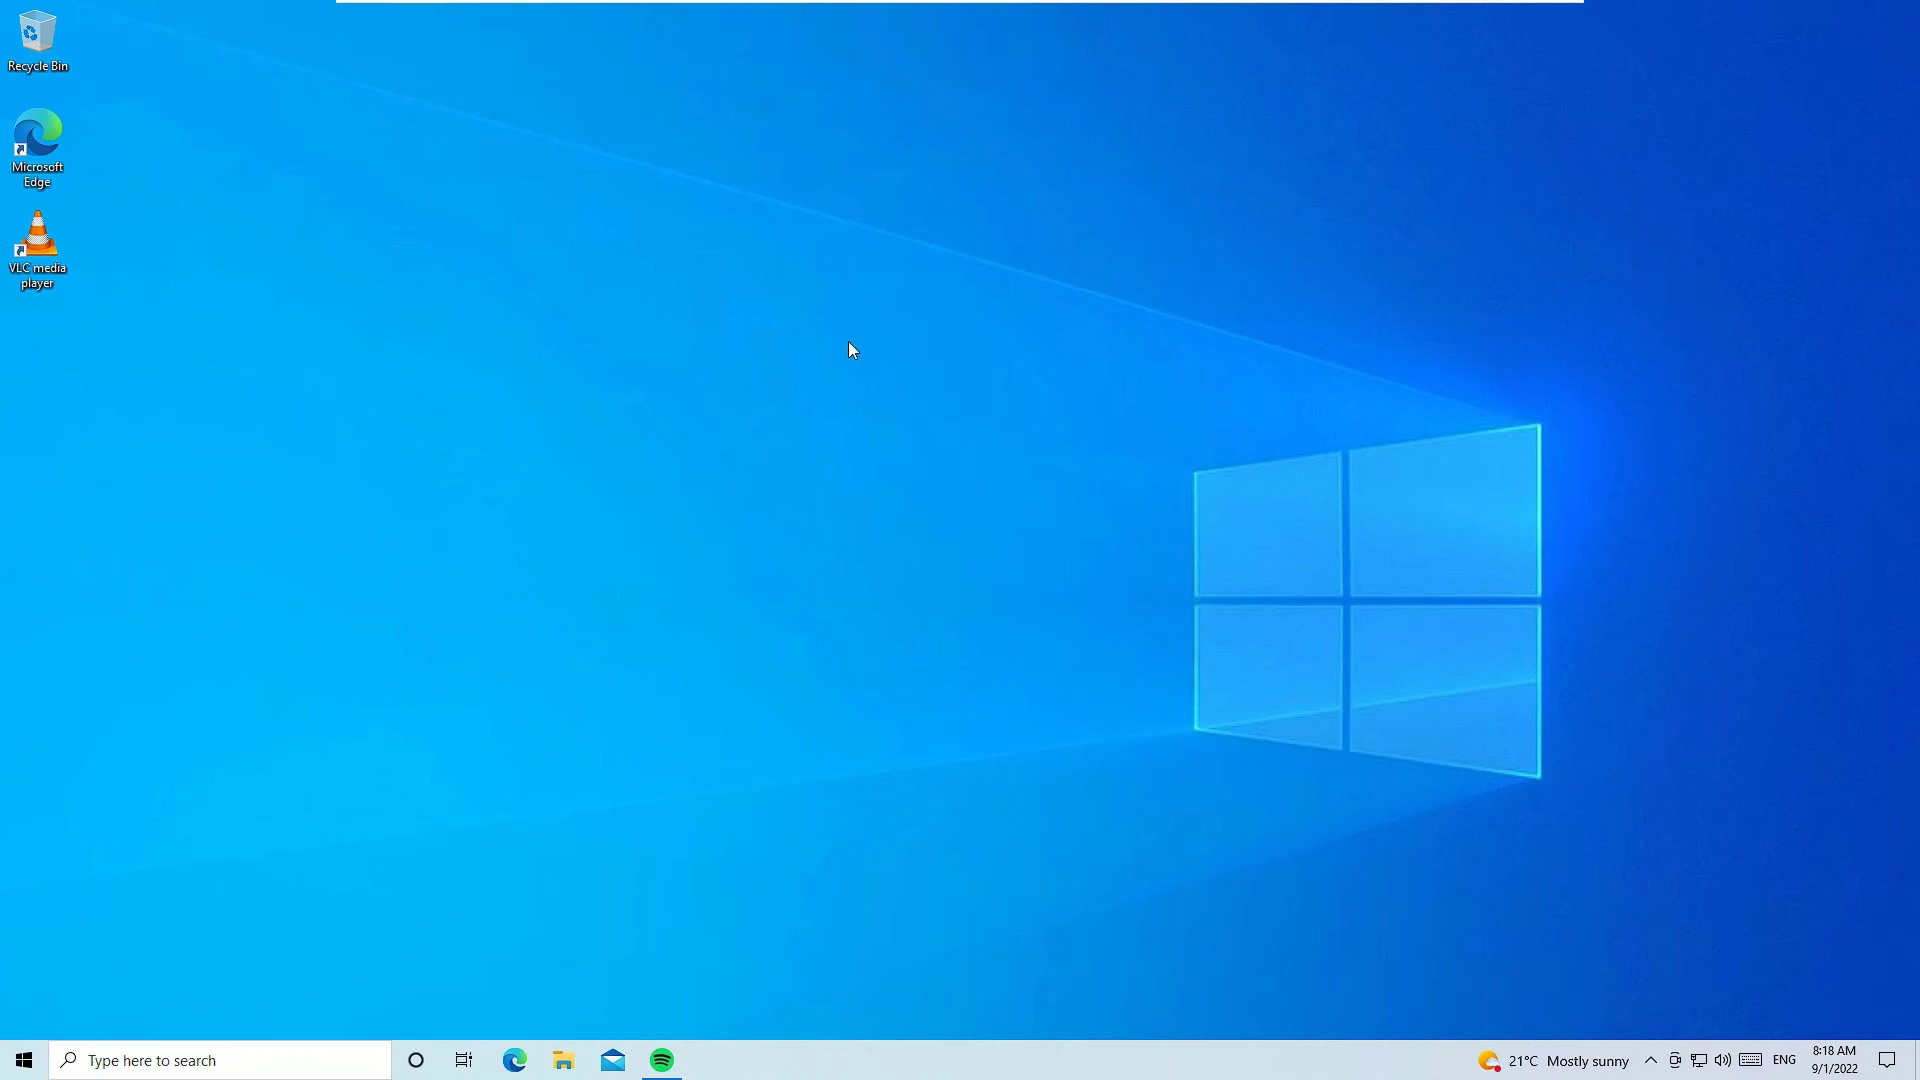 Recycle Bin
Microsoft
Edge
VLC media
player
Type here to search
21°C Mostly sunny
ENG
8:18 AM
9/1/2022